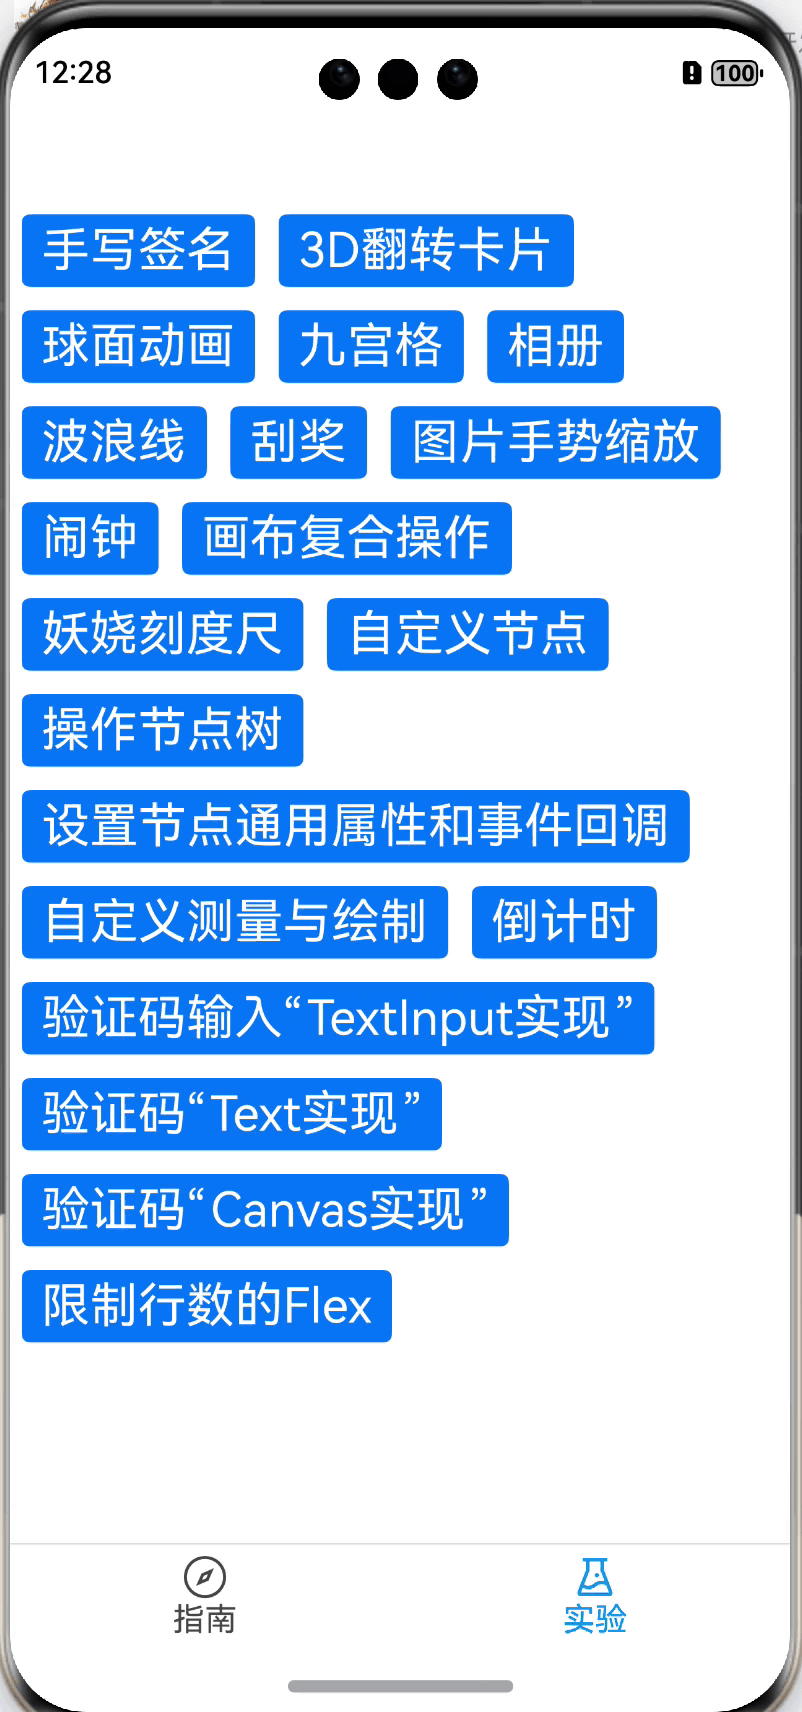 12:28 100
手写签名 3D翻转卡片
球面动画 九宫格 相册
波浪线 刮奖 图片手势缩放
闹钟 画布复合操作
妖娆刻度尺 自定义节点
操作节点树
设置节点通用属性和事件回调
自定义测量与绘制 倒计时
验证码输入“TextInput实现”
验证码“Text实现”
验证码“Canvas实现”
限制行数的Flex
指南 实验